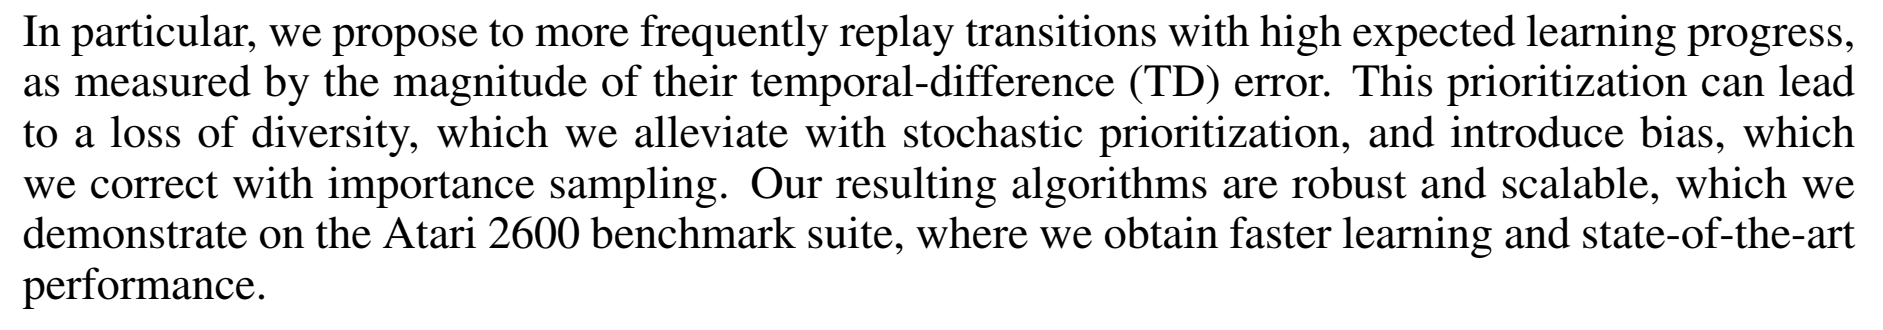 In particular, we propose to more frequently replay transitions with high expected learning progress,
as measured by the magnitude of their temporal-difference (TD) error. This prioritization can lead
to a loss of diversity, which we alleviate with stochastic prioritization, and introduce bias, which
we correct with importance sampling. Our resulting algorithms are robust and scalable, which we
demonstrate on the Atari 2600 benchmark suite, where we obtain faster learning and state-of-the-art
performance.